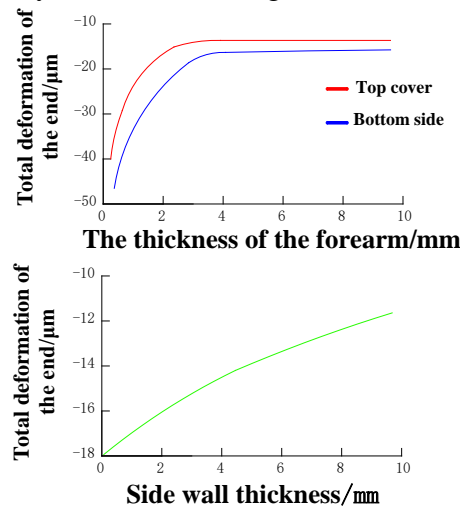 -10
-20
-30
-40
-50
0 2 4 6 8 10
Total deformation of
the end/μm
Top cover
Bottom side
The thickness of the forearm/mm
-10
-12
-14
-16
-18
0 2 4 6 8 10
Total deformation of
the end/μm
Side wall thickness/mm